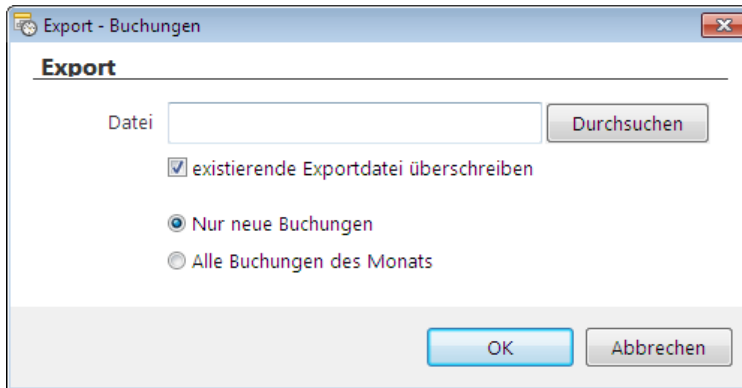 Export - Buchungen
Export
Datei
Durchsuchen
existierende Exportdatei überschreiben
Nur neue Buchungen
Alle Buchungen des Monats
OK
Abbrechen